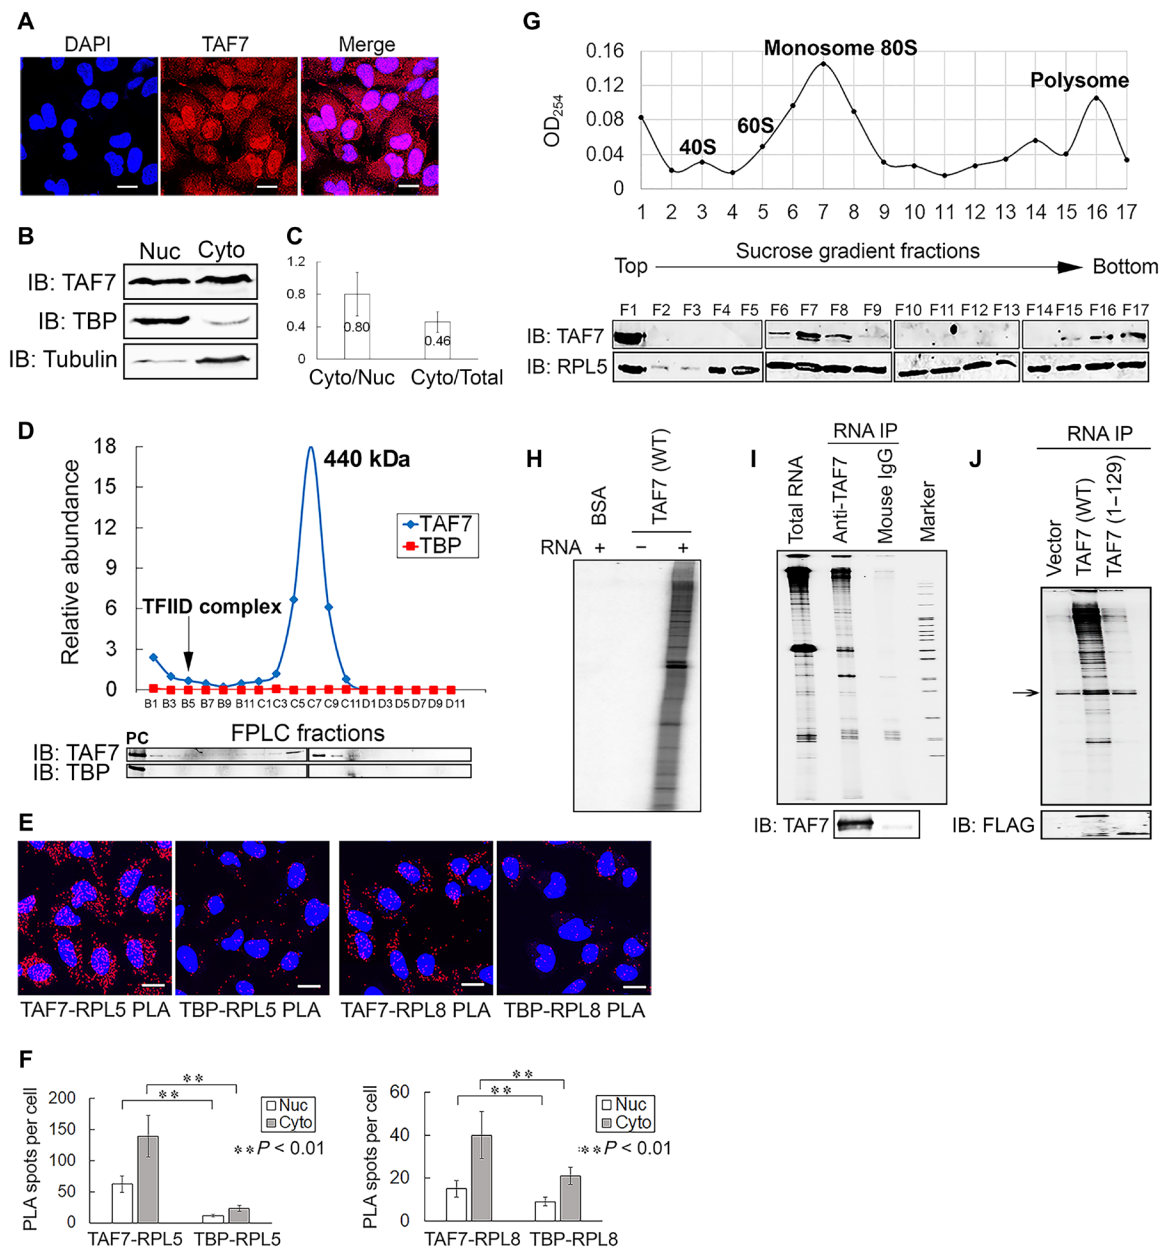 A
DAPI TAF7 Merge
B
Nuc Cyto
IB: TAF7
IB: TBP
IB: Tubulin
C
1.2
0.8
0.4
0
0.80
0.46
Cyto/Nuc Cyto/Total
D
Relative abundance
18
15
12
9
6
3
0
440 kDa
TAF7
TBP
TFIID complex
B1 B3 B5 B7 B9 B11 C1 C3 C5 C7 C9 C11 D1 D3 D5 D7 D9 D11
FPLC fractions
PC
IB: TAF7
IB: TBP
E
TAF7-RPL5 PLA TBP-RPL5 PLA TAF7-RPL8 PLA TBP-RPL8 PLA
F
PLA spots per cell
200
150
100
50
0
**
**
Nuc
Cyto
**P < 0.01
TAF7-RPL5 TBP-RPL5
PLA spots per cell
60
40
20
0
**
**
Nuc
Cyto
**P < 0.01
TAF7-RPL8 TBP-RPL8
G
OD254
0.16
0.12
0.08
0.04
0
Monosome 80S
Polysome
60S
40S
1 2 3 4 5 6 7 8 9 10 11 12 13 14 15 16 17
Sucrose gradient fractions
Top Bottom
F1 F2 F3 F4 F5 F6 F7 F8 F9 F10 F11 F12 F13 F14 F15 F16 F17
IB: TAF7
IB: RPL5
H
BSA
TAF7 (WT)
RNA + − +
I
RNA IP
Total RNA
Anti-TAF7
Mouse IgG
Marker
IB: TAF7
J
RNA IP
Vector
TAF7 (WT)
TAF7 (1–129)
IB: FLAG